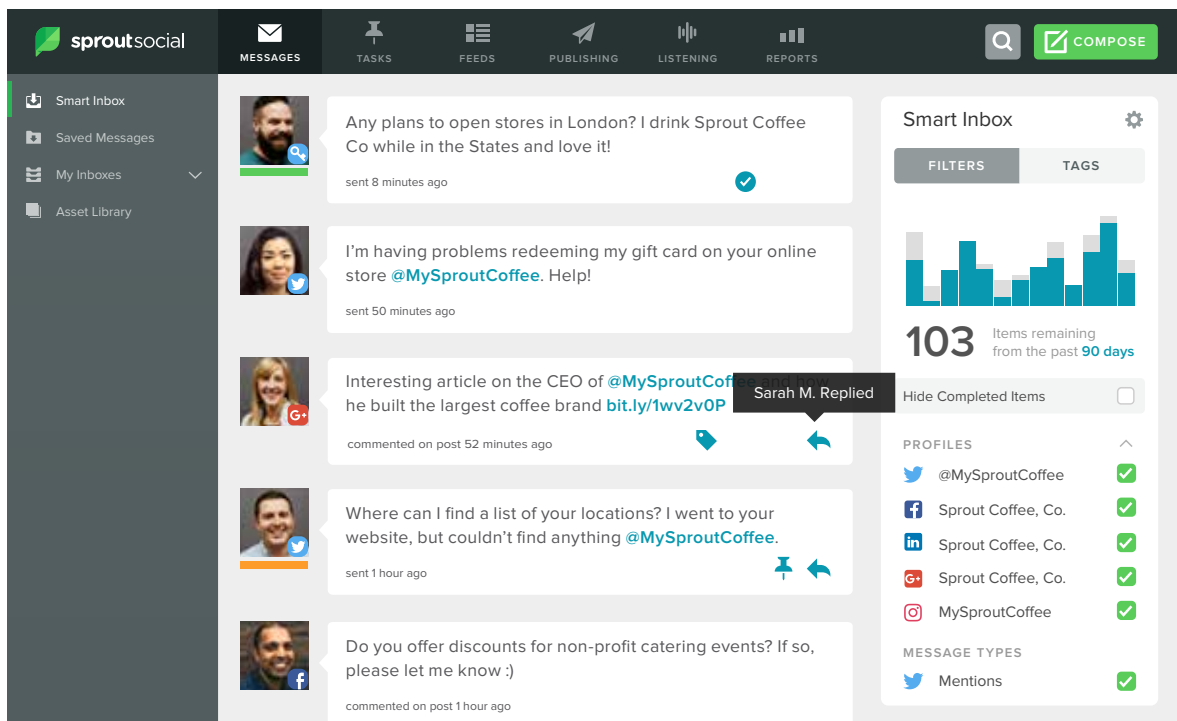 sproutsocial
MESSAGES
TASKS
FEEDS
PUBLISHING
LISTENING
REPORTS
COMPOSE
Smart Inbox
Saved Messages
My Inboxes
Asset Library
Any plans to open stores in London? I drink Sprout Coffee
Co while in the States and love it!
sent 8 minutes ago
I'm having problems redeeming my gift card on your online
store @MySproutCoffee. Help!
sent 50 minutes ago
Interesting article on the CEO of @MySproutCoffee and how
he built the largest coffee brand bit.ly/1wv2v0P
Sarah M. Replied
commented on post 52 minutes ago
G+
Where can I find a list of your locations? I went to your
website, but couldn't find anything @MySproutCoffee.
sent 1 hour ago
Do you offer discounts for non-profit catering events? If so,
please let me know :)
commented on post 1 hour ago
f
Smart Inbox
FILTERS
TAGS
103
Items remaining
from the past 90 days
Hide Completed Items
PROFILES
@MySproutCoffee
f
Sprout Coffee, Co.
in
Sprout Coffee, Co.
G+
Sprout Coffee, Co.
MySproutCoffee
MESSAGE TYPES
Mentions